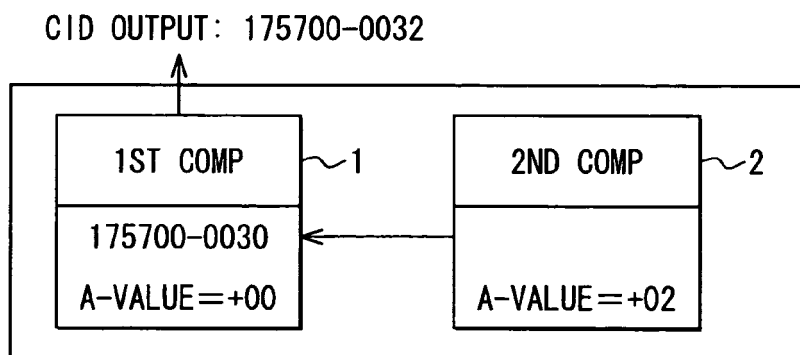 CID OUTPUT: 175700-0032
1ST COMP
1
2ND COMP
2
175700-0030
A-VALUE=+00
A-VALUE=+02